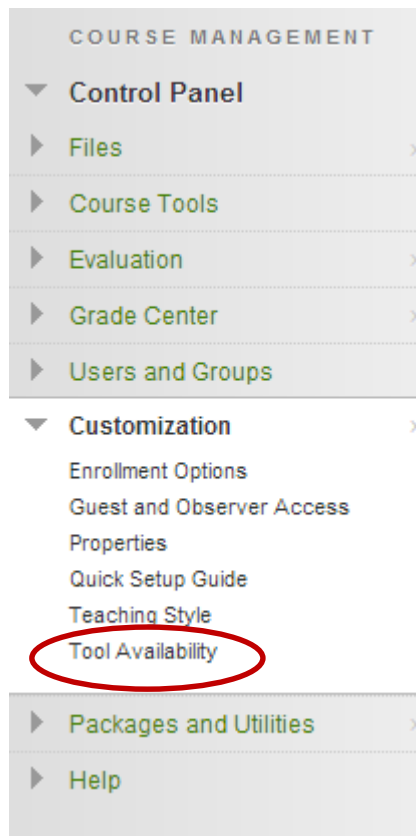 COURSE MANAGEMENT
Control Panel
Files
Course Tools
Evaluation
Grade Center
Users and Groups
Customization
Enrollment Options
Guest and Observer Access
Properties
Quick Setup Guide
Teaching Style
Tool Availability
Packages and Utilities
Help